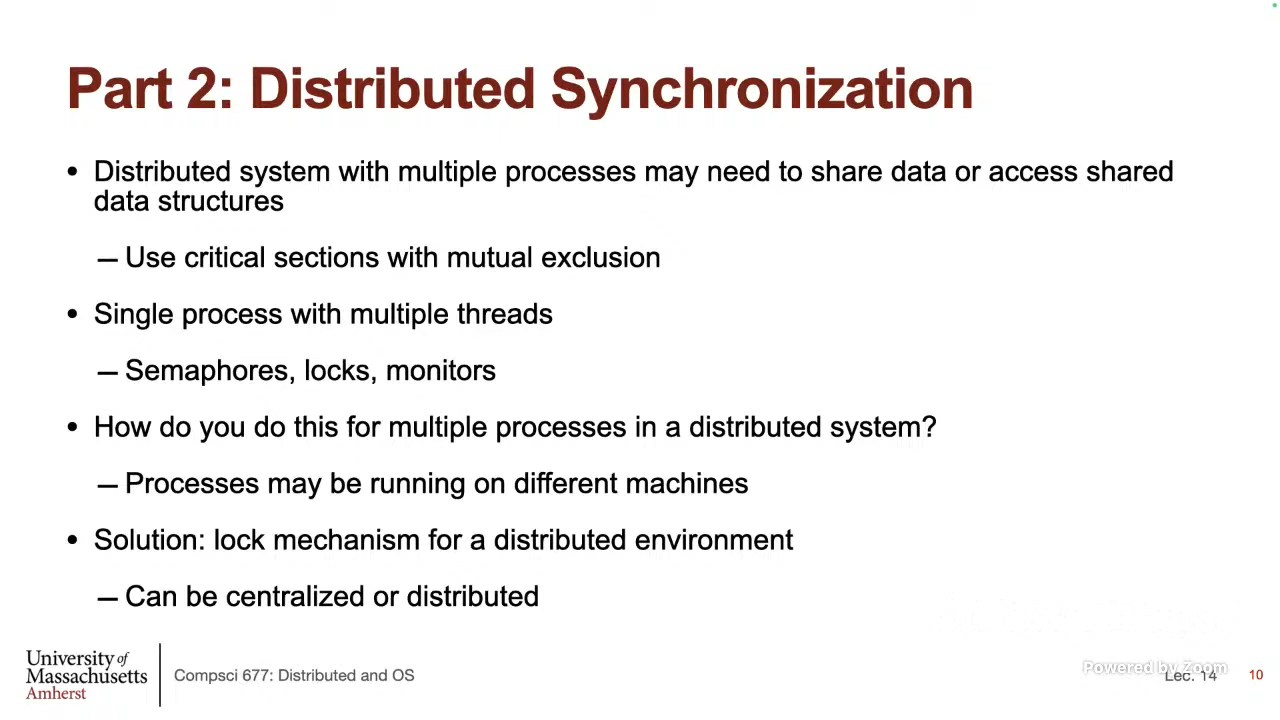 Part 2: Distributed Synchronization
• Distributed system with multiple processes may need to share data or access shared
data structures
– Use critical sections with mutual exclusion
• Single process with multiple threads
– Semaphores, locks, monitors
• How do you do this for multiple processes in a distributed system?
– Processes may be running on different machines
• Solution: lock mechanism for a distributed environment
– Can be centralized or distributed
University of
Massachusetts
Amherst
Compsci 677: Distributed and OS
Powered by Zoom
Lec. 14
10